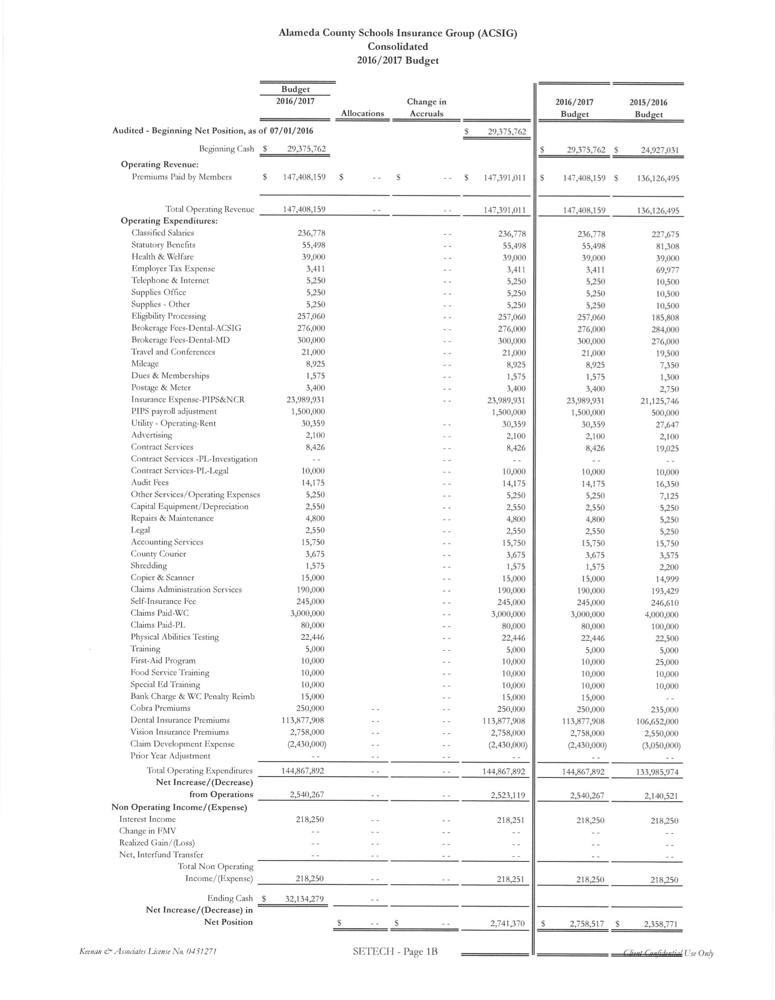 Alameda County Schools Insurance Group (ACSIG)
Consolidated
2016/2017 Budget
Budget
2016/2017 Change in 2016/2017 2015/2016
Allocations Accruals Budget Budget
Audited - Beginning Net Position, as of 07/01/2016 $ 29,375,762
Beginning Cash $ 29,375,762 $ 29,375,762 $ 24,927,031
Operating Revenue:
Premiums Paid by Members $ 147,408,159 $ -- $ -- $ 147,391,011 $ 147,408,159 $ 136,126,495
Total Operating Revenue 147,408,159 -- -- 147,391,011 147,408,159 136,126,495
Operating Expenditures:
Classified Salaries 236,778 -- 236,778 236,778 227,675
Statutory Benefits 55,498 -- 55,498 55,498 81,308
Health & Welfare 39,000 -- 39,000 39,000 39,000
Employer Tax Expense 3,411 -- 3,411 3,411 69,977
Telephone & Internet 5,250 -- 5,250 5,250 10,500
Supplies Office 5,250 -- 5,250 5,250 10,500
Supplies - Other 5,250 -- 5,250 5,250 10,500
Eligibility Processing 257,060 -- 257,060 257,060 185,808
Brokerage Fees-Dental-ACSIG 276,000 -- 276,000 276,000 284,000
Brokerage Fees-Dental-MD 300,000 -- 300,000 300,000 276,000
Travel and Conferences 21,000 -- 21,000 21,000 19,500
Mileage 8,925 -- 8,925 8,925 7,350
Dues & Memberships 1,575 -- 1,575 1,575 1,300
Postage & Meter 3,400 -- 3,400 3,400 2,750
Insurance Expense-PIPS&NCR 23,989,931 -- 23,989,931 23,989,931 21,125,746
PIPS payroll adjustment 1,500,000 1,500,000 1,500,000 500,000
Utility - Operating-Rent 30,359 -- 30,359 30,359 27,647
Advertising 2,100 -- 2,100 2,100 2,100
Contract Services 8,426 -- 8,426 8,426 19,025
Contract Services -PL-Investigation -- -- -- -- --
Contract Services-PL-Legal 10,000 -- 10,000 10,000 10,000
Audit Fees 14,175 -- 14,175 14,175 16,350
Other Services/Operating Expenses 5,250 -- 5,250 5,250 7,125
Capital Equipment/Depreciation 2,550 -- 2,550 2,550 5,250
Repairs & Maintenance 4,800 -- 4,800 4,800 5,250
Legal 2,550 -- 2,550 2,550 5,250
Accounting Services 15,750 -- 15,750 15,750 15,750
County Courier 3,675 -- 3,675 3,675 3,575
Shredding 1,575 -- 1,575 1,575 2,200
Copier & Scanner 15,000 -- 15,000 15,000 14,999
Claims Administration Services 190,000 -- 190,000 190,000 193,429
Self-Insurance Fee 245,000 -- 245,000 245,000 246,610
Claims Paid-WC 3,000,000 -- 3,000,000 3,000,000 4,000,000
Claims Paid-PL 80,000 -- 80,000 80,000 100,000
Physical Abilities Testing 22,446 -- 22,446 22,446 22,500
Training 5,000 -- 5,000 5,000 5,000
First-Aid Program 10,000 -- 10,000 10,000 25,000
Food Service Training 10,000 -- 10,000 10,000 10,000
Special Ed Training 10,000 -- 10,000 10,000 10,000
Bank Charge & WC Penalty Reimb 15,000 -- 15,000 15,000 --
Cobra Premiums 250,000 -- -- 250,000 250,000 235,000
Dental Insurance Premiums 113,877,908 -- -- 113,877,908 113,877,908 106,652,000
Vision Insurance Premiums 2,758,000 -- -- 2,758,000 2,758,000 2,550,000
Claim Development Expense (2,430,000) -- -- (2,430,000) (2,430,000) (3,050,000)
Prior Year Adjustment -- -- -- -- -- --
Total Operating Expenditures 144,867,892 -- -- 144,867,892 144,867,892 133,985,974
Net Increase/(Decrease)
from Operations 2,540,267 -- -- 2,523,119 2,540,267 2,140,521
Non Operating Income/(Expense)
Interest Income 218,250 -- -- 218,251 218,250 218,250
Change in FMV -- -- -- -- -- --
Realized Gain/(Loss) -- -- -- -- -- --
Net, Interfund Transfer -- -- -- -- -- --
Total Non Operating
Income/(Expense) 218,250 -- -- 218,251 218,250 218,250
Ending Cash $ 32,134,279 --
Net Increase/(Decrease) in
Net Position $ -- $ -- 2,741,370 $ 2,758,517 $ 2,358,771
Keenan & Associates License No. 0451271 SETECH - Page 1B Client Confidential Use Only